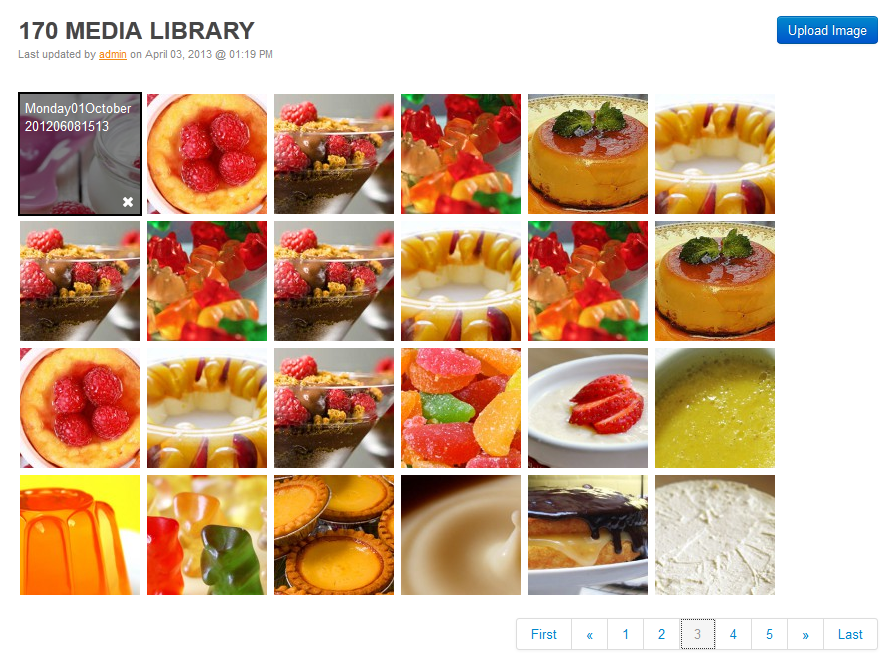 170 MEDIA LIBRARY
Upload Image
Last updated by admin on April 03, 2013 @ 01:19 PM
Monday01October
201206081513
First « 1 2 3 4 5 » Last